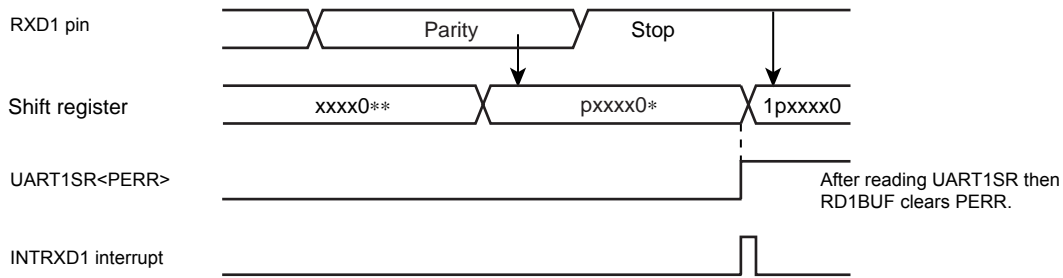 RXD1 pin
Parity
Stop
Shift register
xxxx0**
pxxxx0*
1pxxxx0
UART1SR<PERR>
After reading UART1SR then
RD1BUF clears PERR.
INTRXD1 interrupt